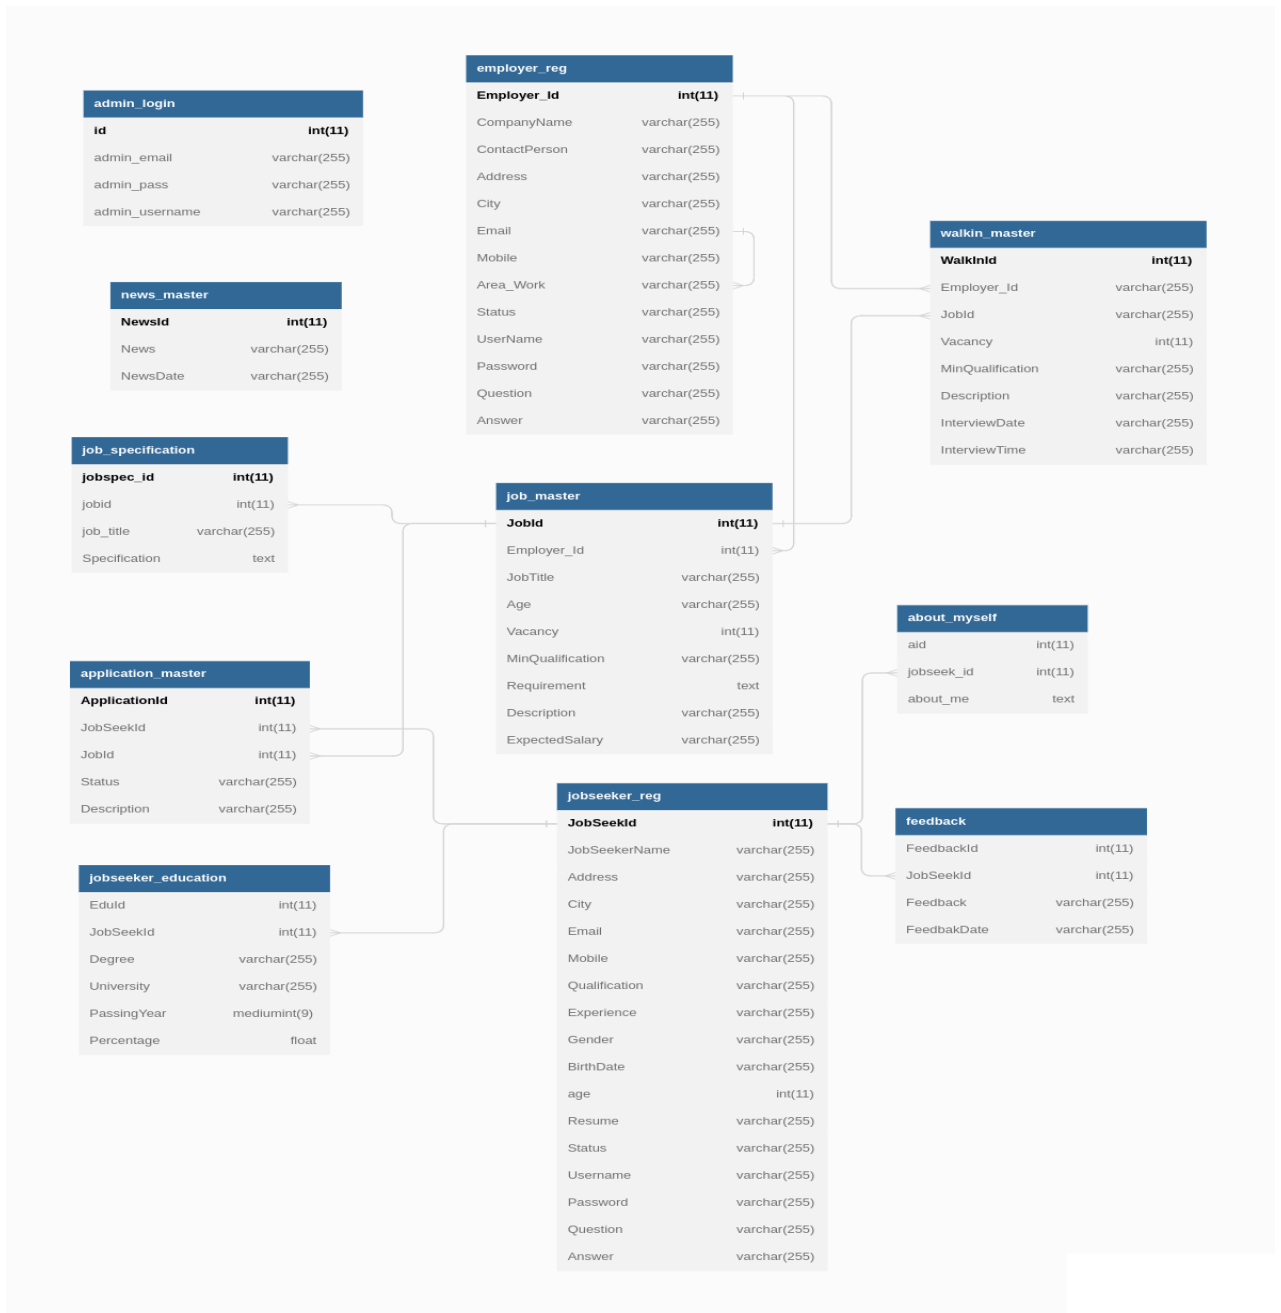 admin_login
id int(11)
admin_email varchar(255)
admin_pass varchar(255)
admin_username varchar(255)
news_master
NewsId int(11)
News varchar(255)
NewsDate varchar(255)
job_specification
jobspec_id int(11)
jobid int(11)
job_title varchar(255)
Specification text
application_master
ApplicationId int(11)
JobSeekId int(11)
JobId int(11)
Status varchar(255)
Description varchar(255)
jobseeker_education
EduId int(11)
JobSeekId int(11)
Degree varchar(255)
University varchar(255)
PassingYear mediumint(9)
Percentage float
employer_reg
Employer_Id int(11)
CompanyName varchar(255)
ContactPerson varchar(255)
Address varchar(255)
City varchar(255)
Email varchar(255)
Mobile varchar(255)
Area_Work varchar(255)
Status varchar(255)
UserName varchar(255)
Password varchar(255)
Question varchar(255)
Answer varchar(255)
job_master
JobId int(11)
Employer_Id int(11)
JobTitle varchar(255)
Age varchar(255)
Vacancy int(11)
MinQualification varchar(255)
Requirement text
Description varchar(255)
ExpectedSalary varchar(255)
jobseeker_reg
JobSeekId int(11)
JobSeekerName varchar(255)
Address varchar(255)
City varchar(255)
Email varchar(255)
Mobile varchar(255)
Qualification varchar(255)
Experience varchar(255)
Gender varchar(255)
BirthDate varchar(255)
age int(11)
Resume varchar(255)
Status varchar(255)
Username varchar(255)
Password varchar(255)
Question varchar(255)
Answer varchar(255)
walkin_master
WalkInId int(11)
Employer_Id varchar(255)
JobId varchar(255)
Vacancy int(11)
MinQualification varchar(255)
Description varchar(255)
InterviewDate varchar(255)
InterviewTime varchar(255)
about_myself
aid int(11)
jobseek_id int(11)
about_me text
feedback
FeedbackId int(11)
JobSeekId int(11)
Feedback varchar(255)
FeedbakDate varchar(255)